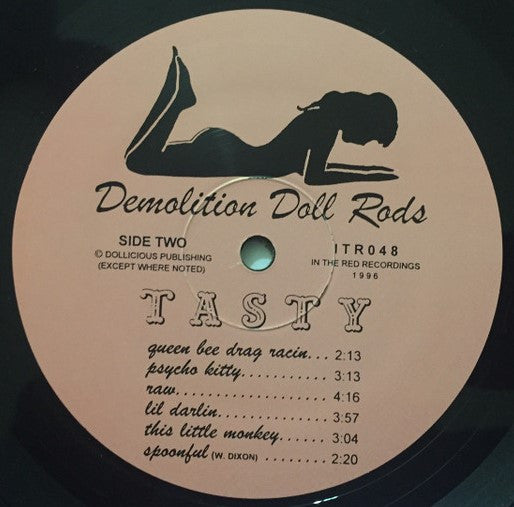 Demolition Doll Rods
SIDE TWO
© DOLLICIOUS PUBLISHING
(EXCEPT WHERE NOTED)
ITR048
IN THE RED RECORDINGS
1996
TASTY
queen bee drag racin... 2:13
psycho kitty.......... 3:13
raw.................. 4:16
lil darlin.............. 3:57
this little monkey...... 3:04
spoonful (W. DIXON) ........ 2:20